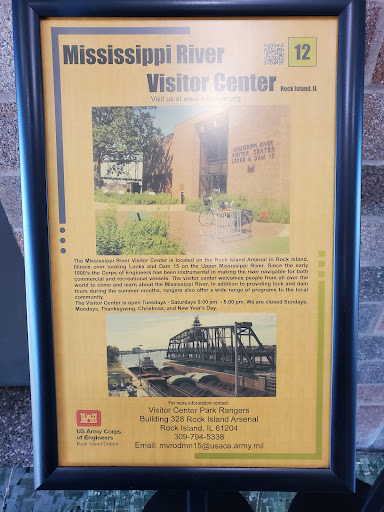 Mississippi River
12
Visitor Center
Rock Island, IL
Visit us at www.
MISSISSIPPI RIVER
VISITOR CENTER
LOCKS & DAM 15
The Mississippi River Visitor Center is located on the Rock Island Arsenal in Rock Island,
Illinois over looking Locks and Dam 15 on the Upper Mississippi River. Since the early
1800's the Corps of Engineers has been instrumental in making the river navigable for both
commercial and recreational vessels. The visitor center welcomes people from all over the
world to come and learn about the Mississippi River. In addition to providing lock and dam
tours during the summer months, rangers also offer a wide range of programs to the local
community.
The Visitor Center is open Tuesdays - Saturdays 9:00 am. - 5:00 pm. We are closed Sundays,
Mondays, Thanksgiving, Christmas, and New Year's Day.
For more information contact:
Visitor Center Park Rangers
Building 328 Rock Island Arsenal
Rock Island, IL 61204
309-794-5338
Email: mvrodmn15@usace.army.mil
US Army Corps
of Engineers
Rock Island District